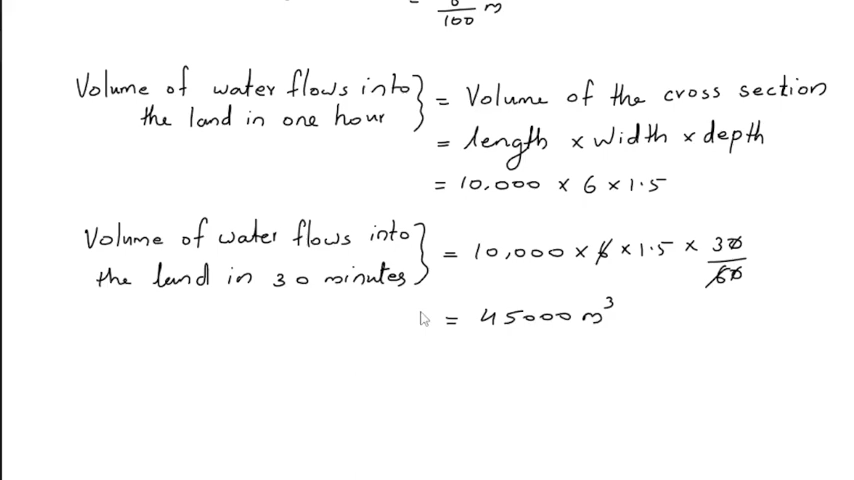 = 8/100 m
Volume of water flows into the land in one hour } = Volume of the cross section
= length × width × depth
= 10,000 × 6 × 1.5
Volume of water flows into the land in 30 minutes } = 10,000 × 6 × 1.5 × 30/60
= 45000 m³